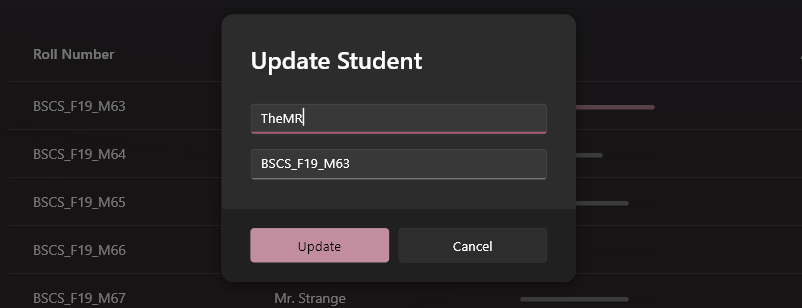 Roll Number
Update Student
BSCS_F19_M63
TheMR
BSCS_F19_M64
BSCS_F19_M63
BSCS_F19_M65
BSCS_F19_M66
Update
Cancel
BSCS_F19_M67
Mr. Strange